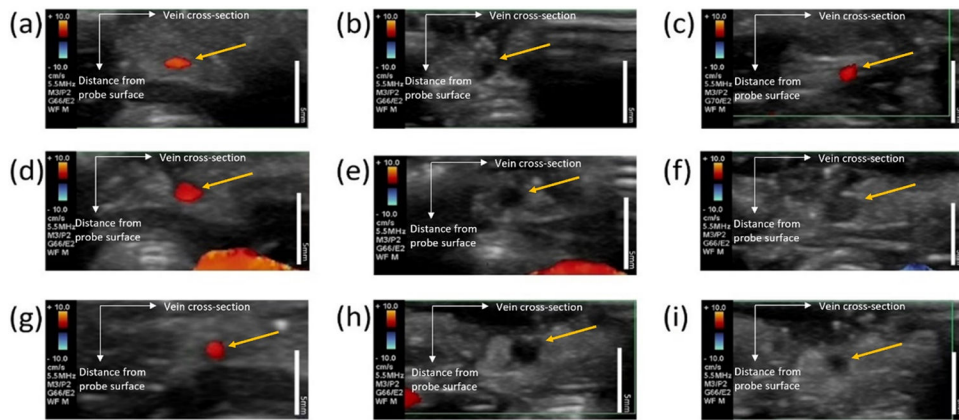 (a)
+ 10.0
- 10.0
cm/s
5.5MHz
M3/P2
G66/E2
WF M
Vein cross-section
Distance from
probe surface
5mm
(b)
+ 10.0
- 10.0
cm/s
5.5MHz
M3/P2
G66/E2
WF M
Vein cross-section
Distance from
probe surface
5mm
(c)
+ 10.0
- 10.0
cm/s
5.5MHz
M3/P2
G70/E2
WF M
Vein cross-section
Distance from
probe surface
5mm
(d)
+ 10.0
- 10.0
cm/s
5.5MHz
M3/P2
G66/E2
WF M
Vein cross-section
Distance from
probe surface
5mm
(e)
+ 10.0
- 10.0
cm/s
5.5MHz
M3/P2
G66/E2
WF M
Vein cross-section
Distance from
probe surface
5mm
(f)
+ 10.0
- 10.0
cm/s
5.5MHz
M3/P2
G66/E2
WF M
Vein cross-section
Distance from
probe surface
5mm
(g)
+ 10.0
- 10.0
cm/s
5.5MHz
M3/P2
G66/E2
WF M
Vein cross-section
Distance from
probe surface
5mm
(h)
+ 10.0
- 10.0
cm/s
5.5MHz
M3/P2
G66/E2
WF M
Vein cross-section
Distance from
probe surface
5mm
(i)
+ 10.0
- 10.0
cm/s
5.5MHz
M3/P2
G66/E2
WF M
Vein cross-section
Distance from
probe surface
5mm